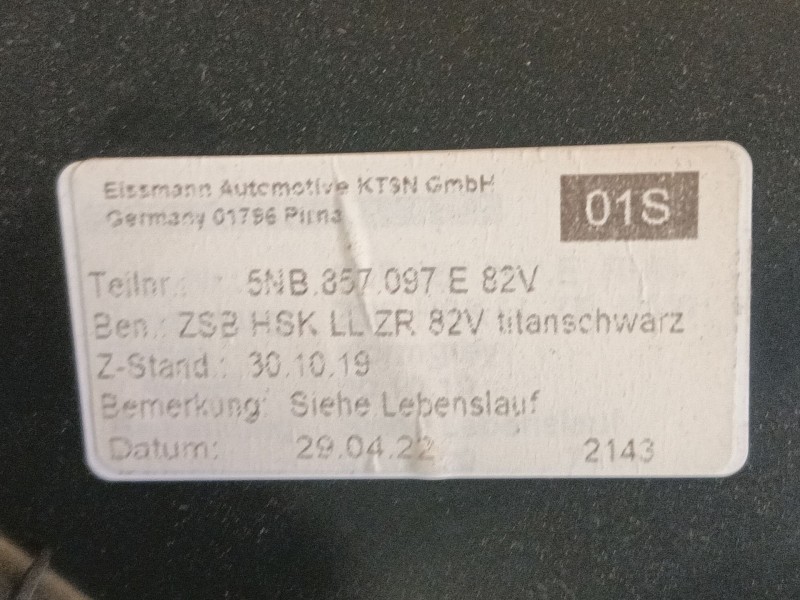 Eissmann Automotive KTSN GmbH
Germany 01796 Pirna
01S
Teilnr.: 5NB.857.097 E 82V
Ben.: ZSB HSK LL ZR 82V titanschwarz
Z-Stand.: 30.10.19
Bemerkung: Siehe Lebenslauf
Datum: 29.04.22 2143